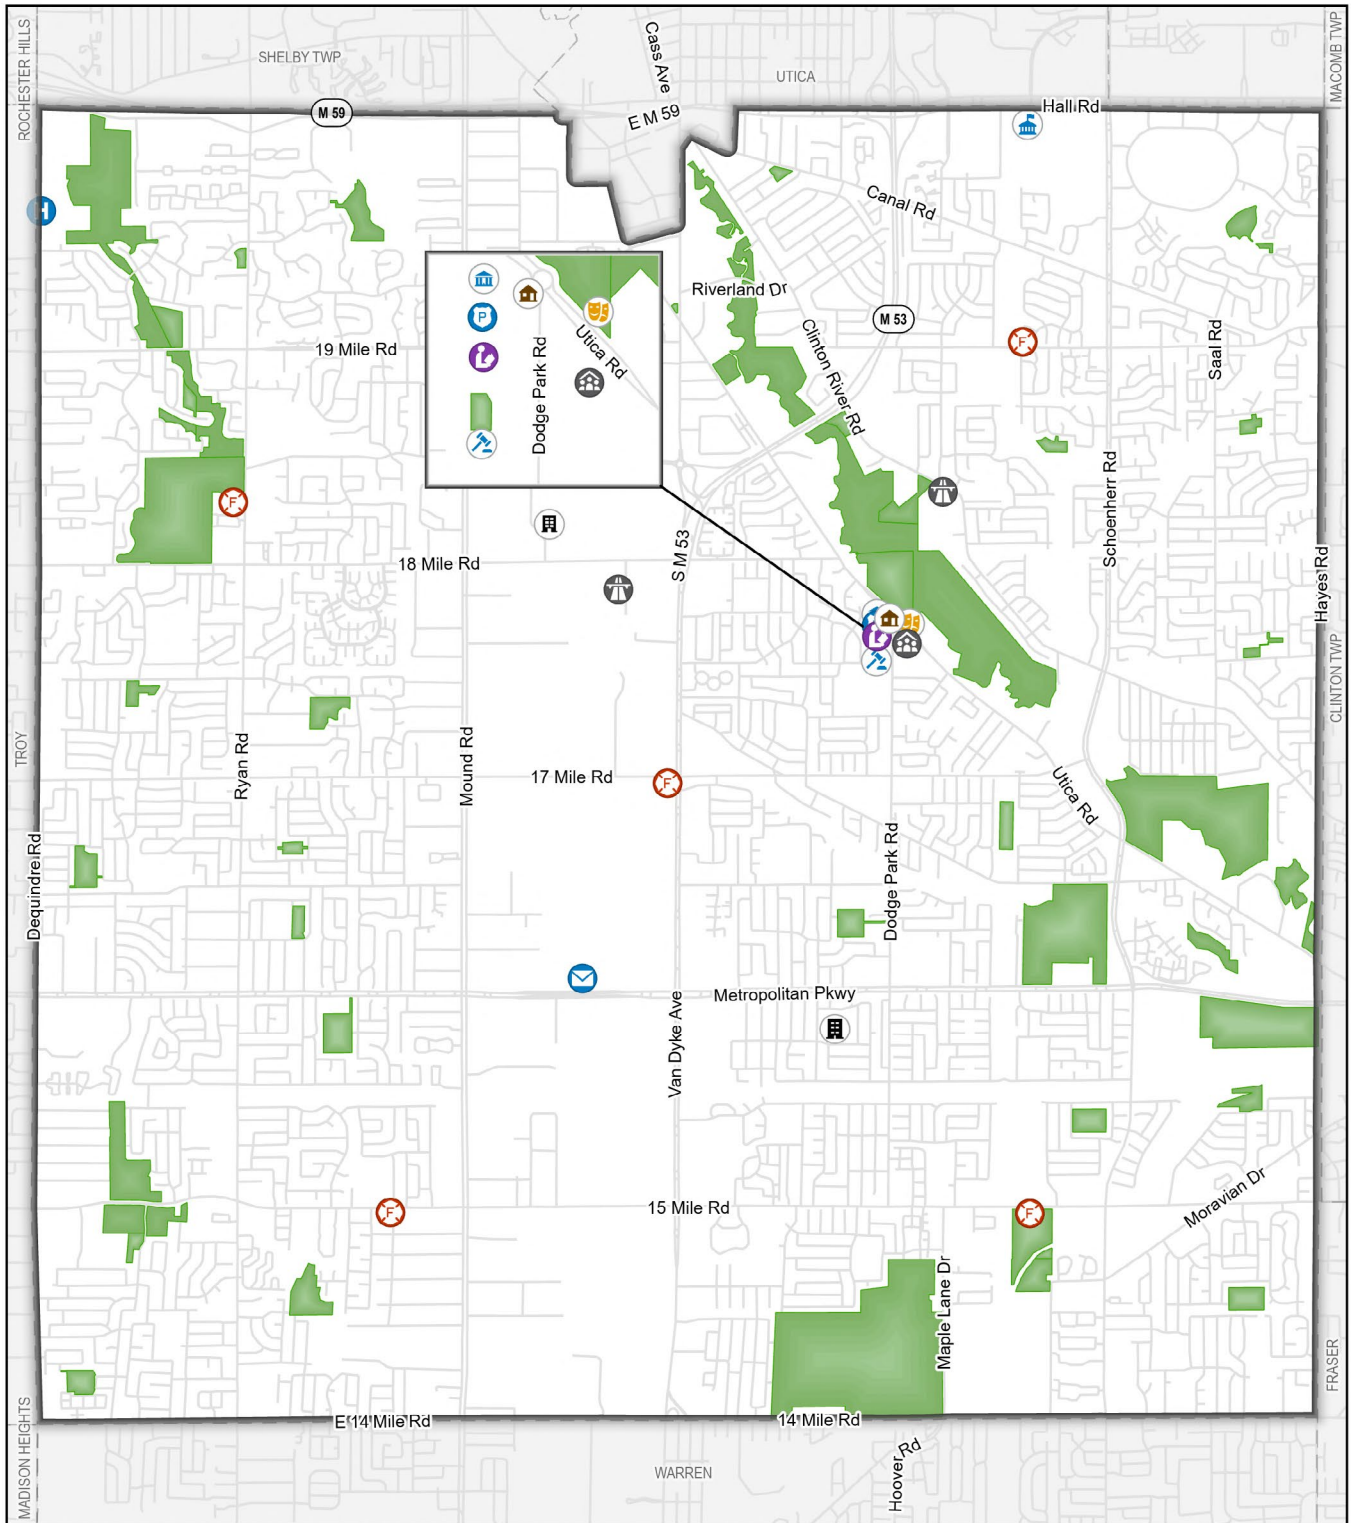 ROCHESTER HILLS
SHELBY TWP
Cass Ave
UTICA
MACOMB TWP
M 59
E M 59
Hall Rd
H
Canal Rd
Riverland Dr
M 53
Clinton River Rd
Saal Rd
F
19 Mile Rd
P
Utica Rd
Dodge Park Rd
F
Schoenherr Rd
18 Mile Rd
S M 53
Hayes Rd
CLINTON TWP
TROY
Ryan Rd
Mound Rd
17 Mile Rd
F
Utica Rd
Dequindre Rd
Dodge Park Rd
Metropolitan Pkwy
Van Dyke Ave
F
15 Mile Rd
F
Moravian Dr
Maple Lane Dr
FRASER
MADISON HEIGHTS
E 14 Mile Rd
14 Mile Rd
WARREN
Hoover Rd